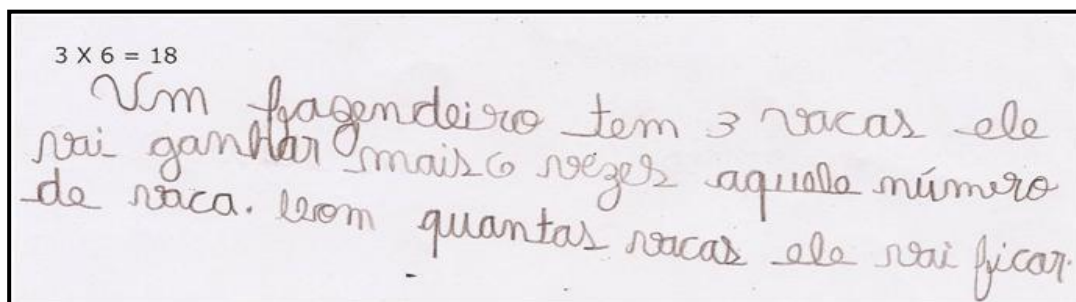 3 X 6 = 18
Um fazendeiro tem 3 vacas ele
vai ganhar mais 6 vezes aquele número
de vaca. Com quantas vacas ele vai ficar.